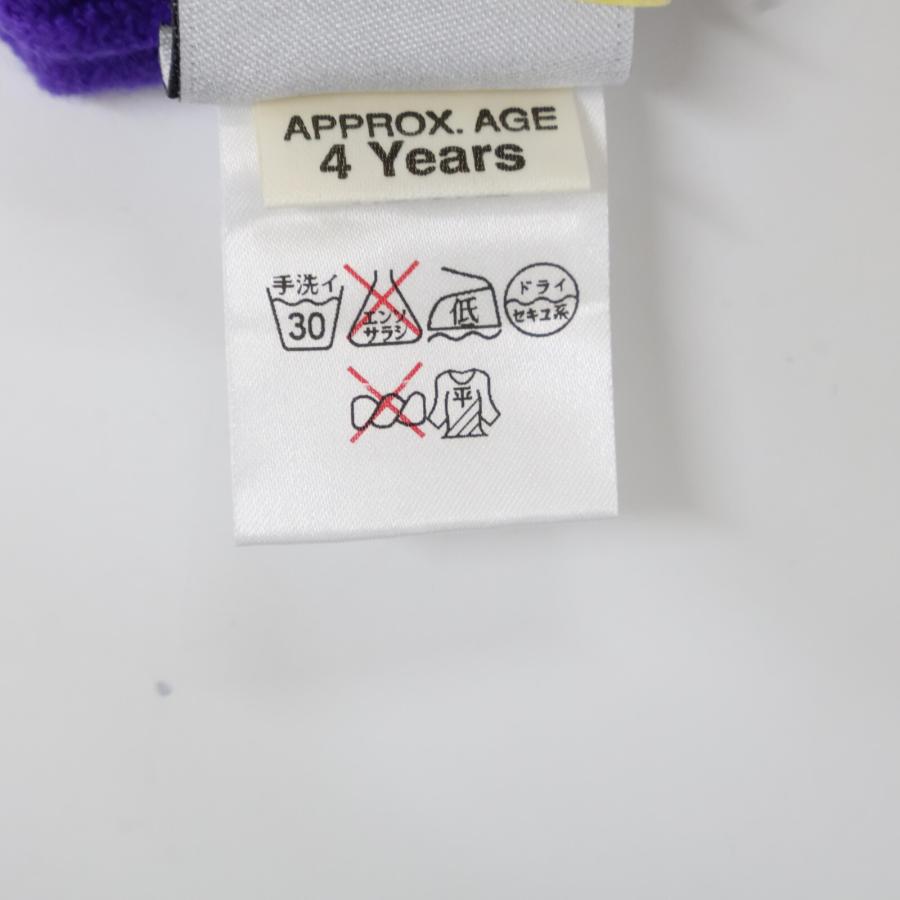 APPROX. AGE
4 Years
手洗イ
30
エンソ
サラシ
低
ドライ
セキユ系
平